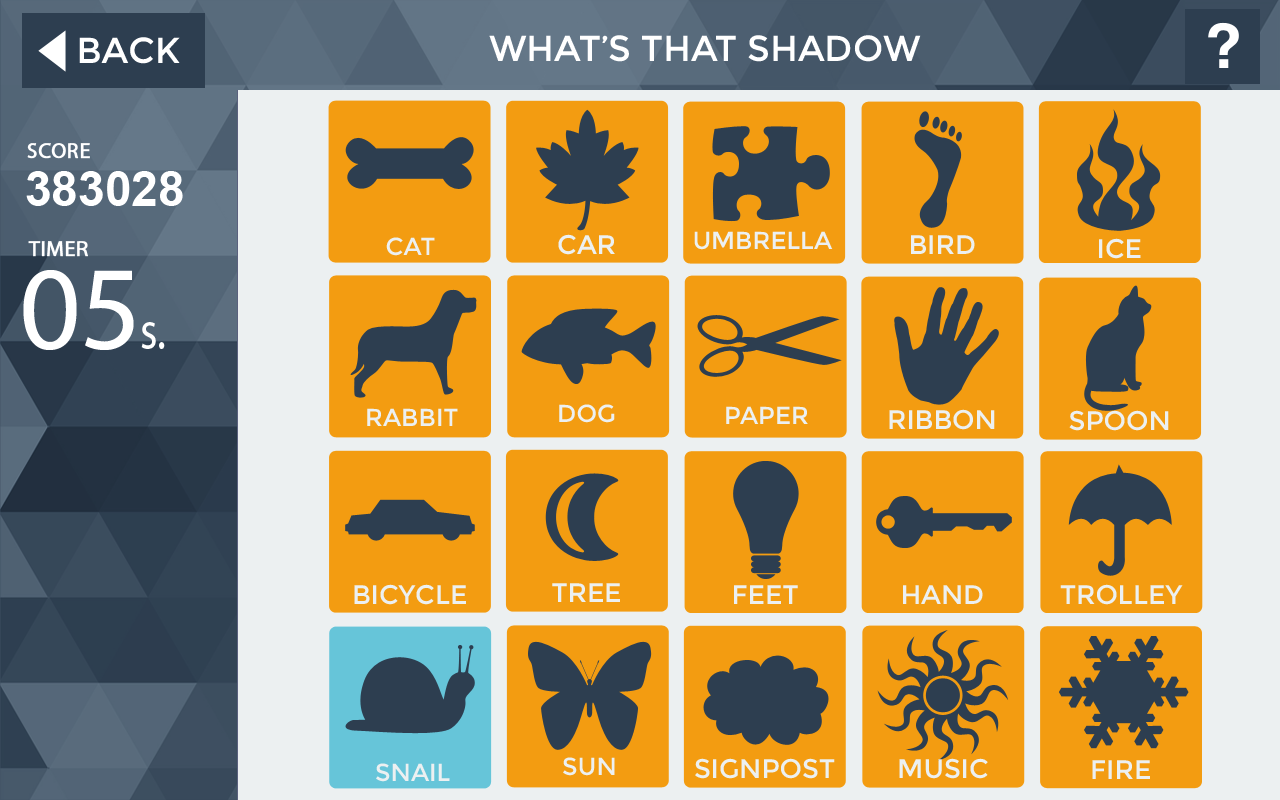 BACK
WHAT'S THAT SHADOW
?
SCORE
383028
TIMER
05s.
CAT
CAR
UMBRELLA
BIRD
ICE
RABBIT
DOG
PAPER
RIBBON
SPOON
BICYCLE
TREE
FEET
HAND
TROLLEY
SNAIL
SUN
SIGNPOST
MUSIC
FIRE